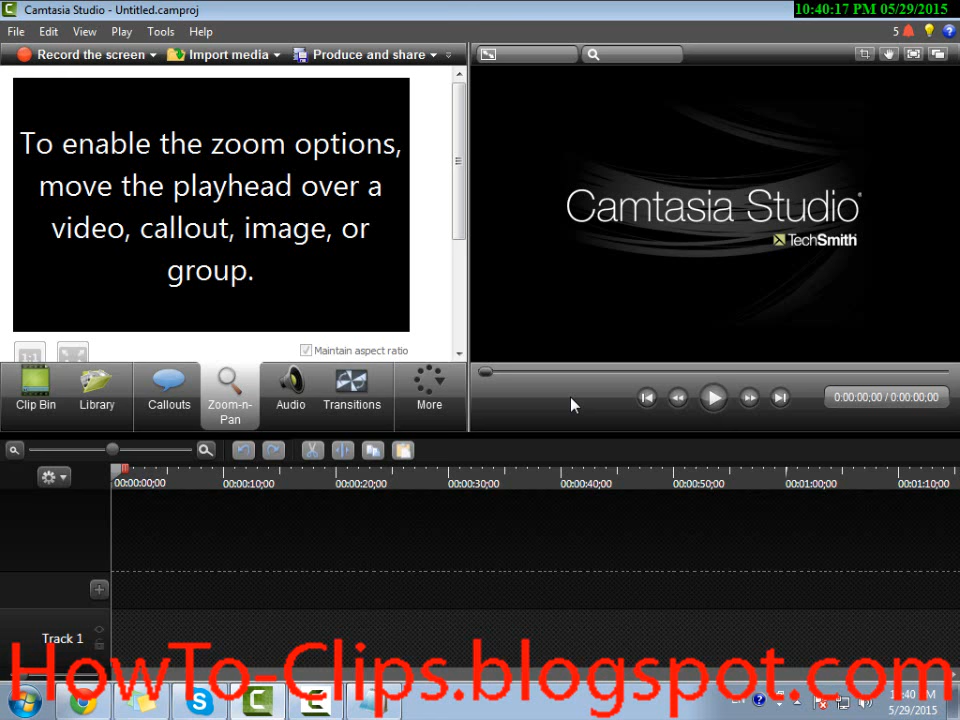 Camtasia Studio - Untitled.camproj
10:40:17 PM 05/29/2015
File Edit View Play Tools Help
5
Record the screen Import media Produce and share
To enable the zoom options,
move the playhead over a
video, callout, image, or
group.
Camtasia Studio®
TechSmith
1:1
Maintain aspect ratio
Clip Bin
Library
Callouts
Zoom-n-
Pan
Audio
Transitions
More
0:00:00;00 / 0:00:00;00
00:00:00;00 00:00:10;00 00:00:20;00 00:00:30;00 00:00:40;00 00:00:50;00 00:01:00;00 00:01:10;00
Track 1
HowTo-Clips.blogspot.com
10:40 PM
5/29/2015